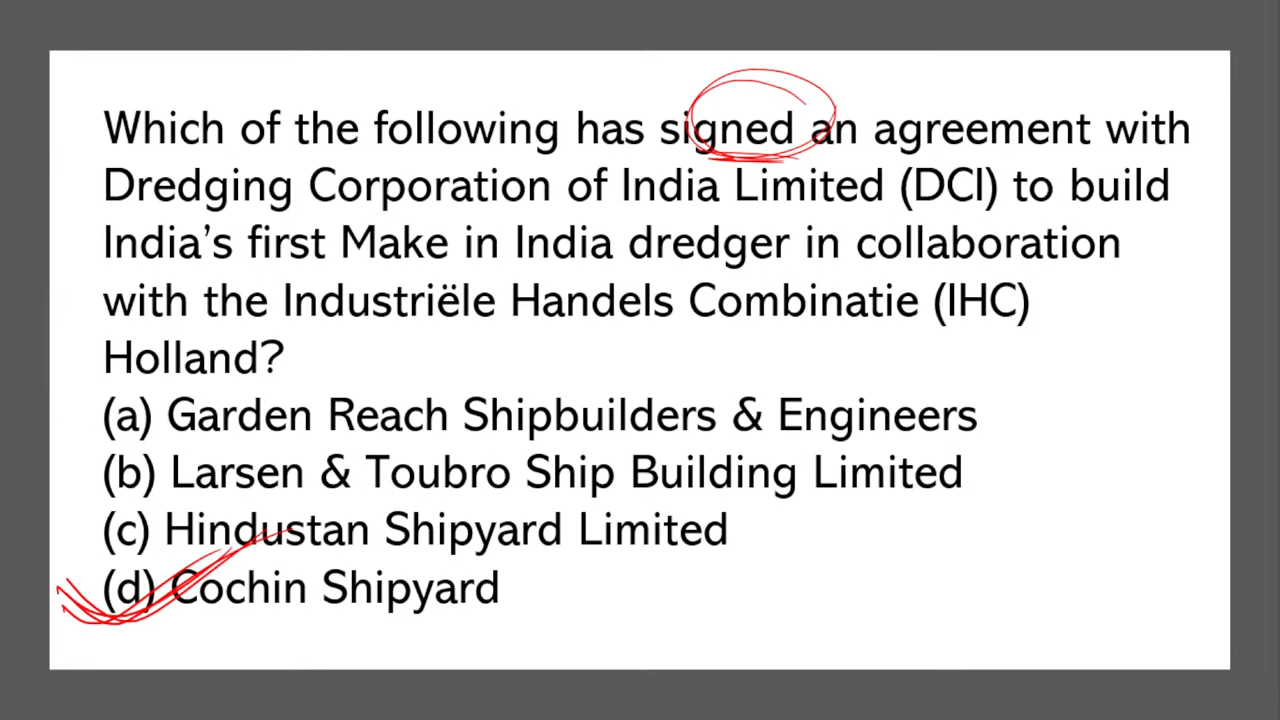 Which of the following has signed an agreement with
Dredging Corporation of India Limited (DCI) to build
India’s first Make in India dredger in collaboration
with the Industriële Handels Combinatie (IHC)
Holland?
(a) Garden Reach Shipbuilders & Engineers
(b) Larsen & Toubro Ship Building Limited
(c) Hindustan Shipyard Limited
(d) Cochin Shipyard